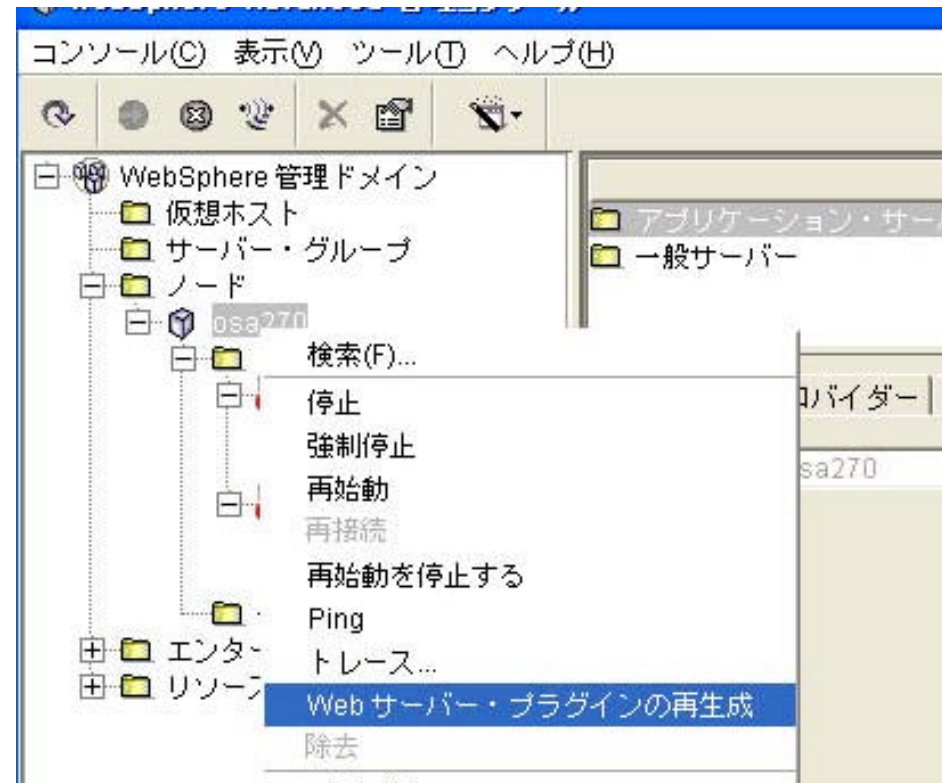 コンソール(C) 表示(V) ツール(T) ヘルプ(H)
WebSphere 管理ドメイン
仮想ホスト
サーバー・グループ
ノード
osa270
アプリケーション・サー
一般サーバー
検索(F)...
停止
強制停止
再始動
再接続
再始動を停止する
Ping
トレース...
Web サーバー・プラグインの再生成
除去
エンター
リソー
ロバイダー
sa270